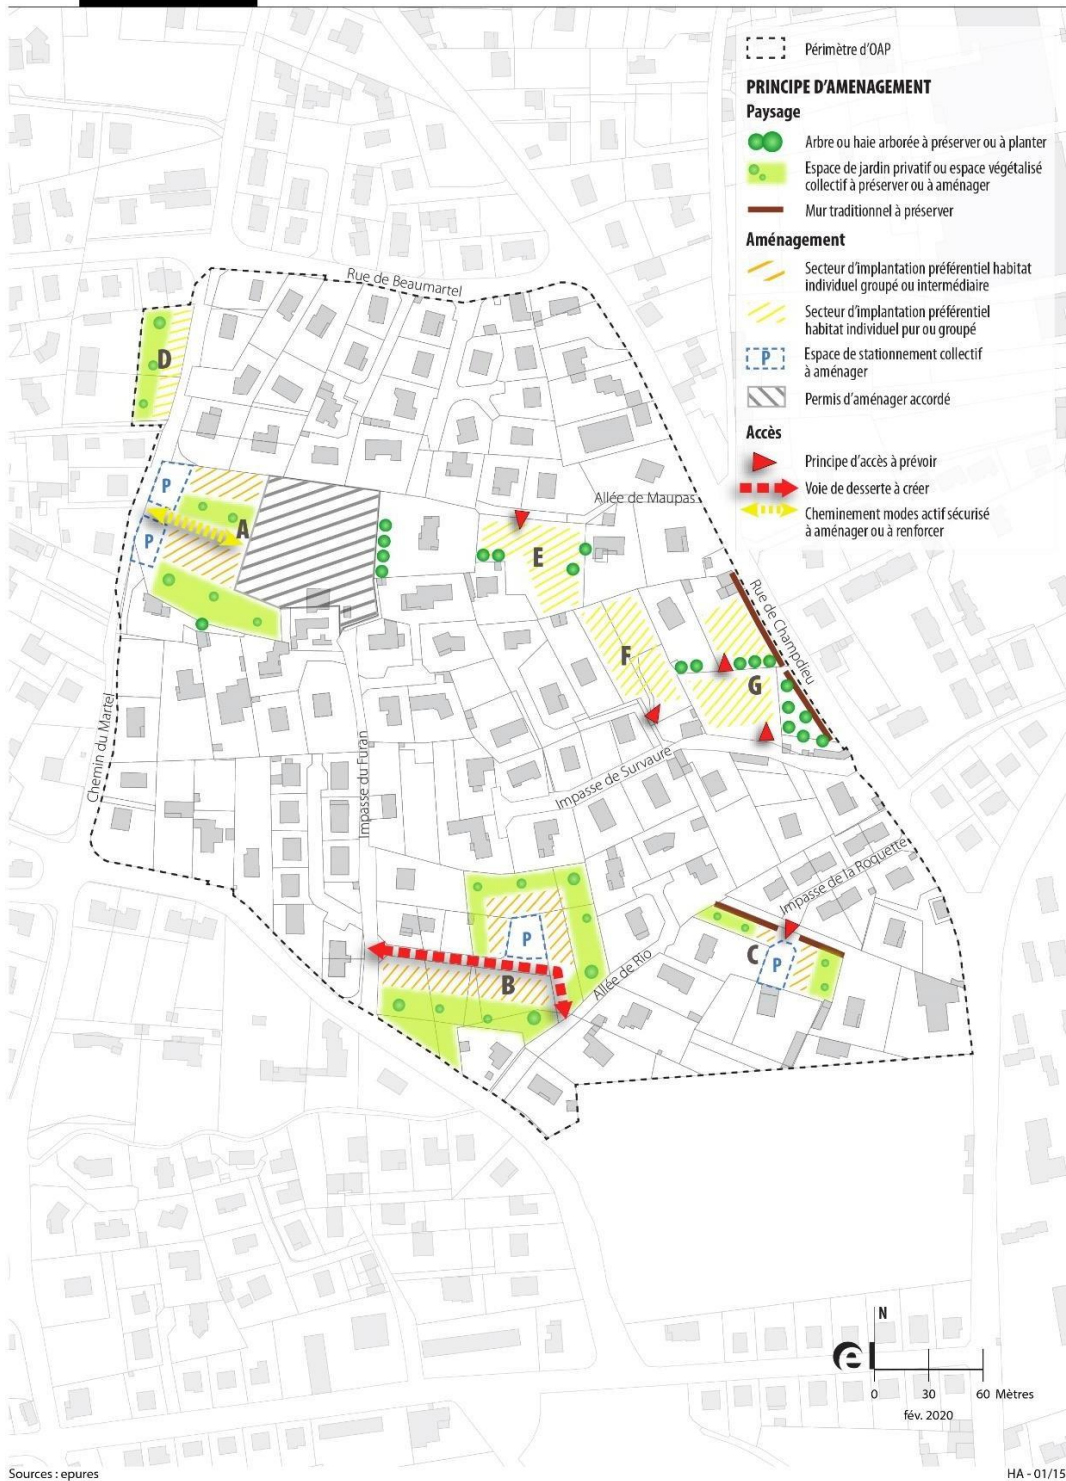 Périmètre d'OAP
PRINCIPE D'AMENAGEMENT
Paysage
Arbre ou haie arborée à préserver ou à planter
Espace de jardin privatif ou espace végétalisé
collectif à préserver ou à aménager
Mur traditionnel à préserver
Aménagement
Secteur d'implantation préférentiel habitat
individuel groupé ou intermédiaire
Secteur d'implantation préférentiel
habitat individuel pur ou groupé
P
Espace de stationnement collectif
à aménager
Permis d'aménager accordé
Accès
Principe d'accès à prévoir
Voie de desserte à créer
Cheminement modes actif sécurisé
à aménager ou à renforcer
Rue de Beaumartel
D
P
A
P
Allée de Maupas
E
Rue de Champdieu
F
G
Chemin du Martel
Impasse du Furan
Impasse de Survaure
Impasse de la Roquette
P
B
Allée de Rio
C
P
N
e
0 30 60 Mètres
fév. 2020
Sources : epures
HA - 01/15